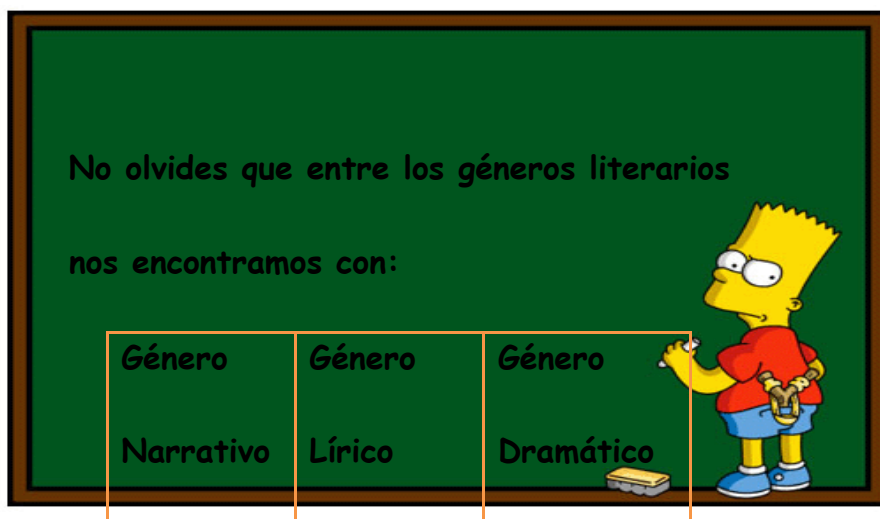 No olvides que entre los géneros literarios
nos encontramos con:
Género Género Género
Narrativo Lírico Dramático